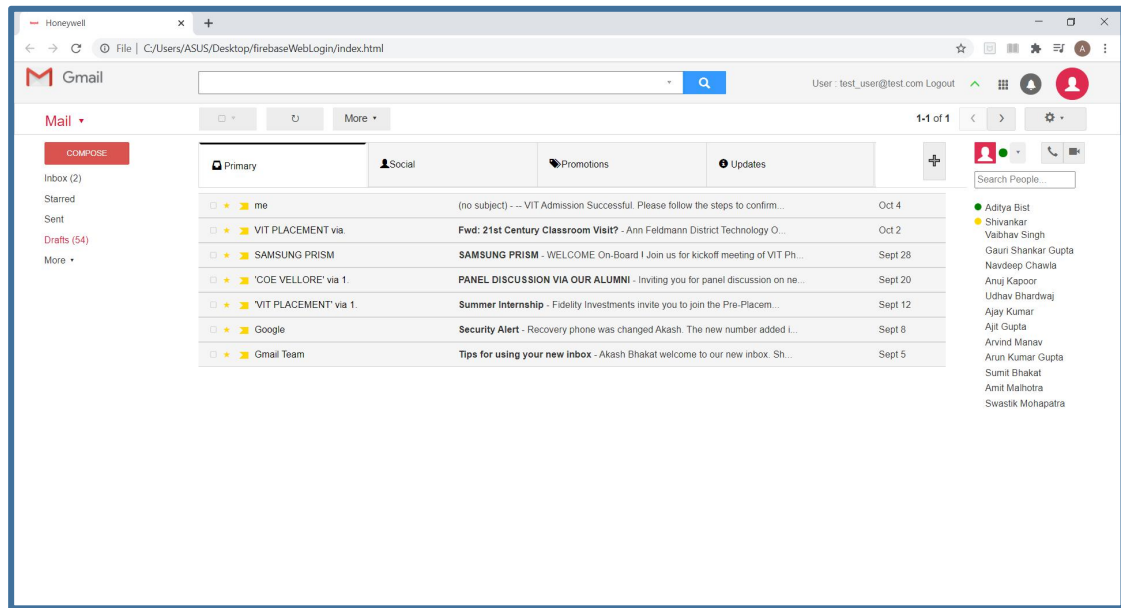 Honeywell
File | C:/Users/ASUS/Desktop/firebaseWebLogin/index.html
A
Gmail
User : test_user@test.com Logout
Mail
More
1-1 of 1
COMPOSE
Inbox (2)
Starred
Sent
Drafts (54)
More
Primary
Social
Promotions
Updates
me (no subject) - -- VIT Admission Successful. Please follow the steps to confirm... Oct 4
VIT PLACEMENT via. Fwd: 21st Century Classroom Visit? - Ann Feldmann District Technology O... Oct 2
SAMSUNG PRISM SAMSUNG PRISM - WELCOME On-Board ! Join us for kickoff meeting of VIT Ph... Sept 28
'COE VELLORE' via 1. PANEL DISCUSSION VIA OUR ALUMNI - Inviting you for panel discussion on ne... Sept 20
'VIT PLACEMENT' via 1. Summer Internship - Fidelity Investments invite you to join the Pre-Placem... Sept 12
Google Security Alert - Recovery phone was changed Akash. The new number added i... Sept 8
Gmail Team Tips for using your new inbox - Akash Bhakat welcome to our new inbox. Sh... Sept 5
Search People...
Aditya Bist
Shivankar
Vaibhav Singh
Gauri Shankar Gupta
Navdeep Chawla
Anuj Kapoor
Udhav Bhardwaj
Ajay Kumar
Ajit Gupta
Arvind Manav
Arun Kumar Gupta
Sumit Bhakat
Amit Malhotra
Swastik Mohapatra